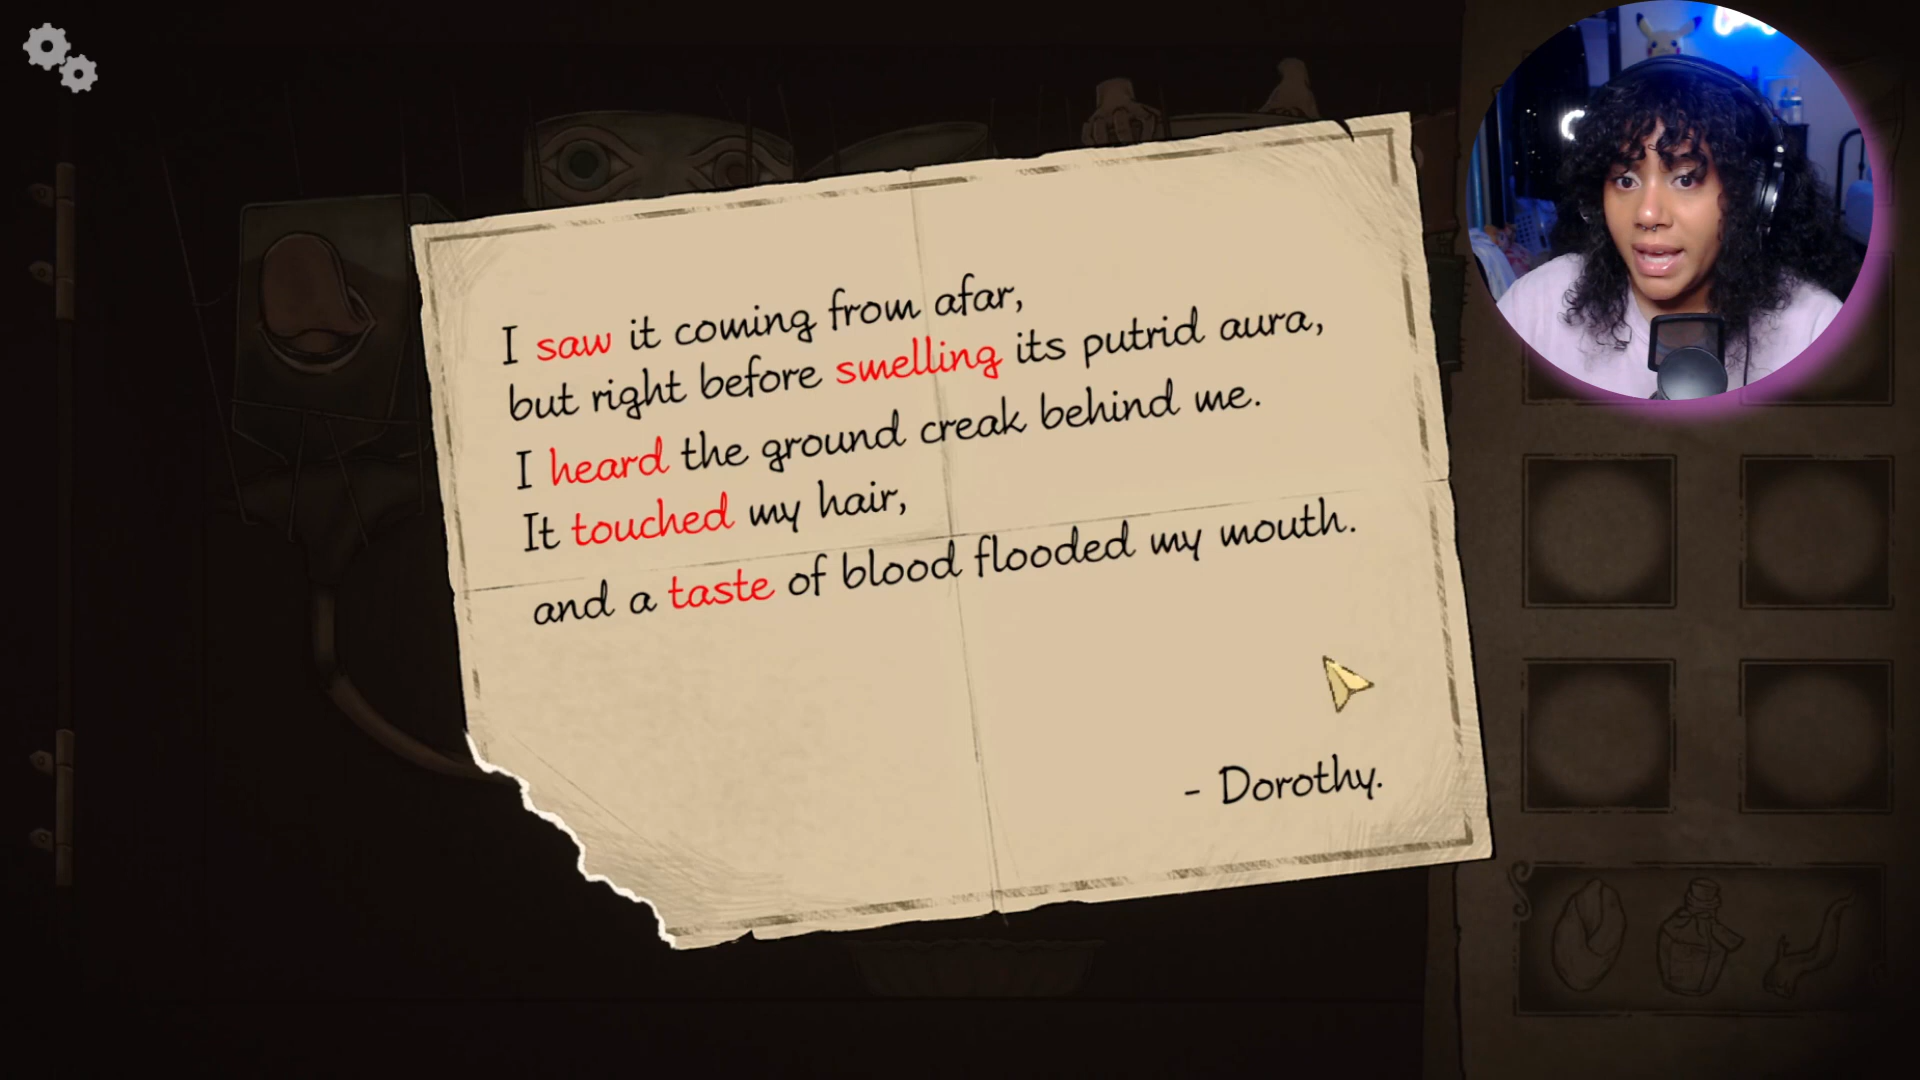 I saw it coming from afar,
but right before smelling its putrid aura,
I heard the ground creak behind me.
It touched my hair,
and a taste of blood flooded my mouth.
- Dorothy.